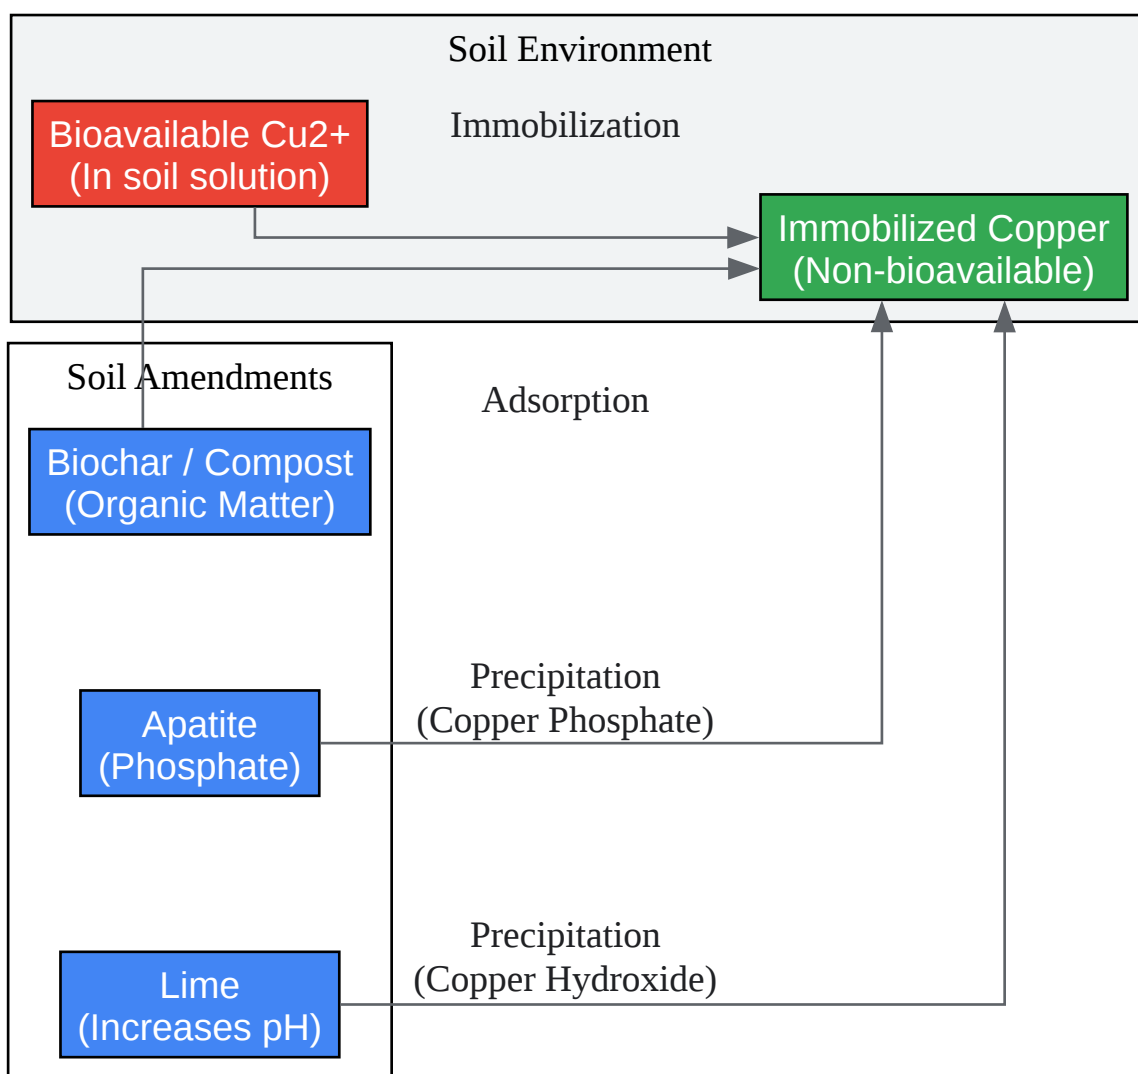 Soil Environment
Bioavailable Cu2+
(In soil solution)
Immobilization
Immobilized Copper
(Non-bioavailable)
Soil Amendments
Biochar / Compost
(Organic Matter)
Adsorption
Apatite
(Phosphate)
Precipitation
(Copper Phosphate)
Lime
(Increases pH)
Precipitation
(Copper Hydroxide)